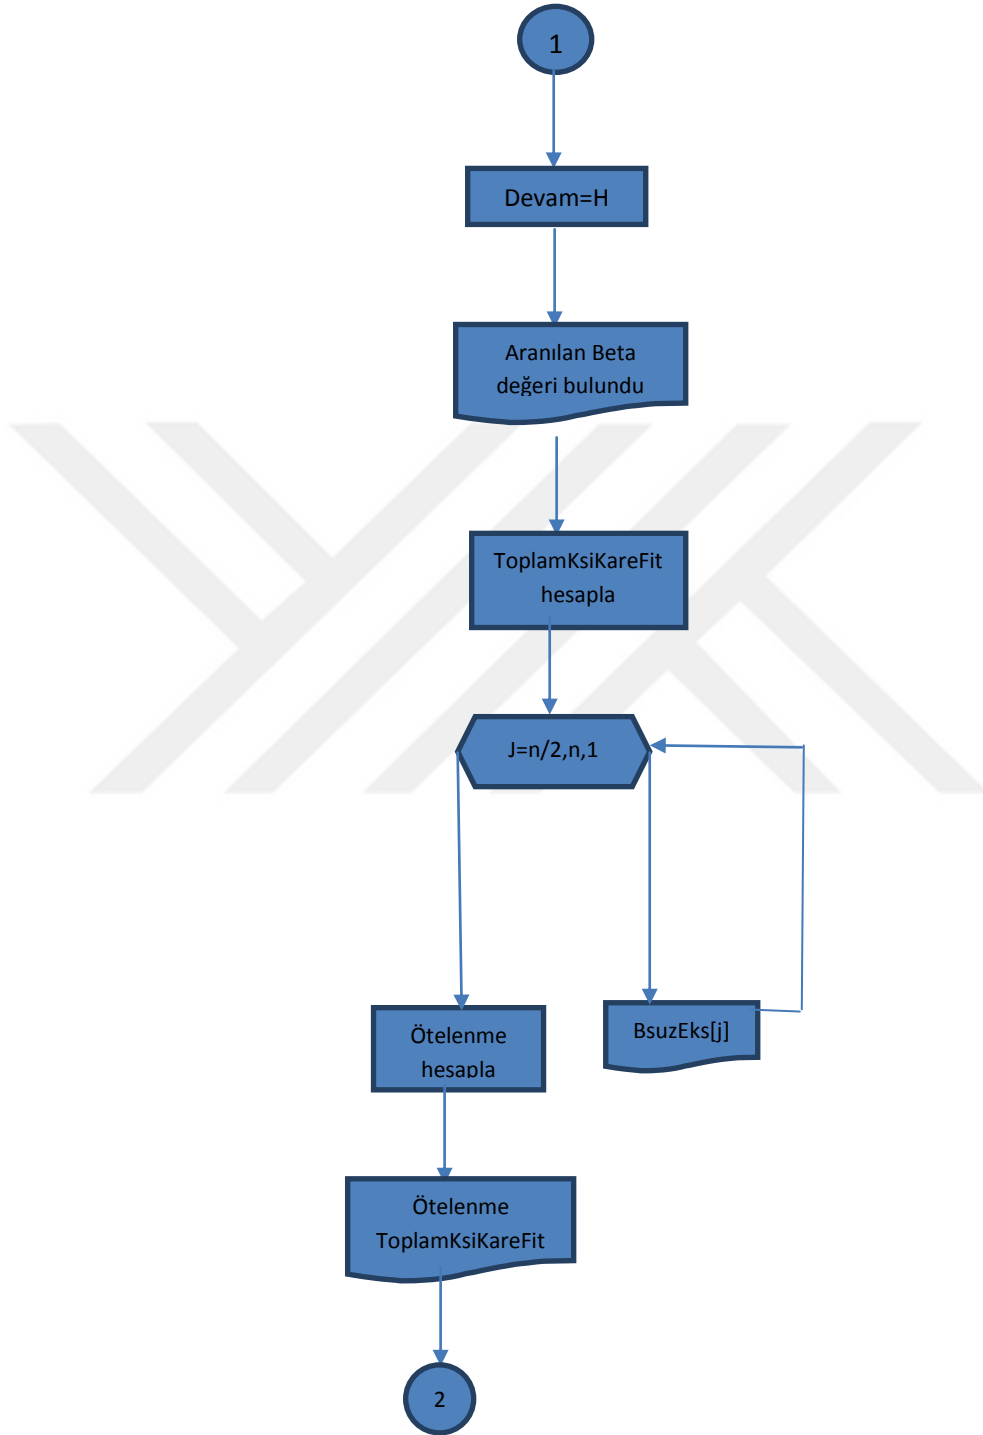 1
Devam=H
Aranılan Beta
değeri bulundu
ToplamKsiKareFit
hesapla
J=n/2,n,1
Ötelenme
hesapla
BsuzEks[j]
Ötelenme
ToplamKsiKareFit
2